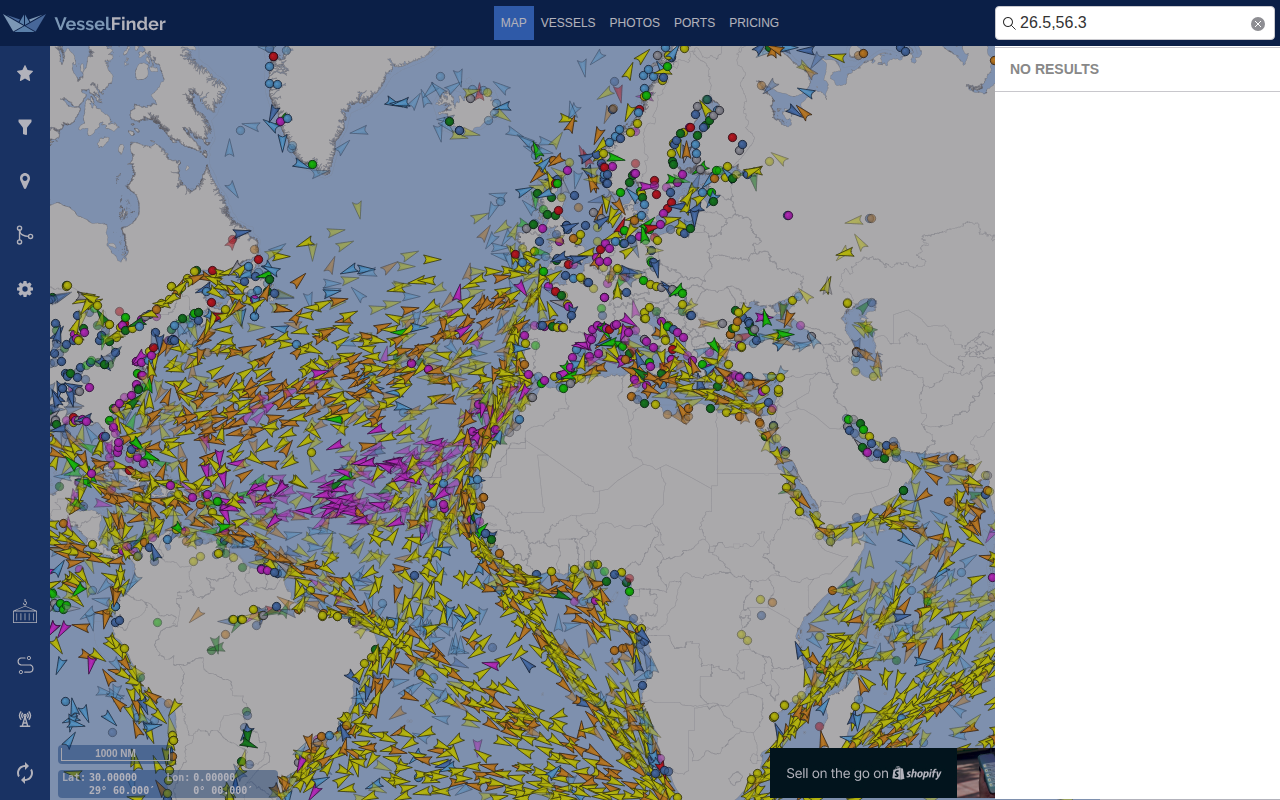 VesselFinder
MAP VESSELS PHOTOS PORTS PRICING
26.5,56.3
NO RESULTS
1000 NM
Lat: 30.00000 Lon: 0.00000
29° 60.000´ 0° 00.000´
Sell on the go on shopify